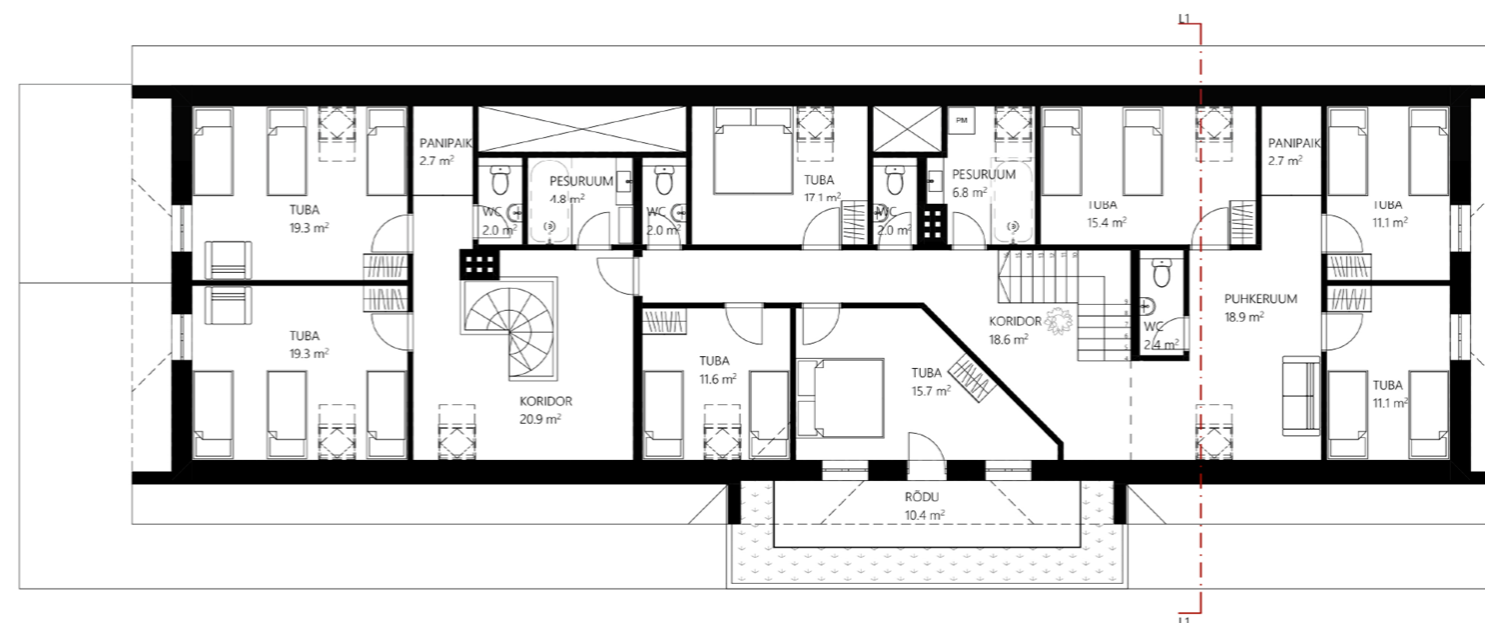 L1
TUBA
19.3 m²
PANIPAIK
2.7 m²
WC
2.0 m²
PESURUUM
4.8 m²
WC
2.0 m²
TUBA
17.1 m²
WC
2.0 m²
PM
PESURUUM
6.8 m²
TUBA
15.4 m²
PANIPAIK
2.7 m²
TUBA
11.1 m²
TUBA
19.3 m²
KORIDOR
20.9 m²
TUBA
11.6 m²
TUBA
15.7 m²
KORIDOR
18.6 m²
WC
2.4 m²
PUHKERUUM
18.9 m²
TUBA
11.1 m²
RÕDU
10.4 m²
L1